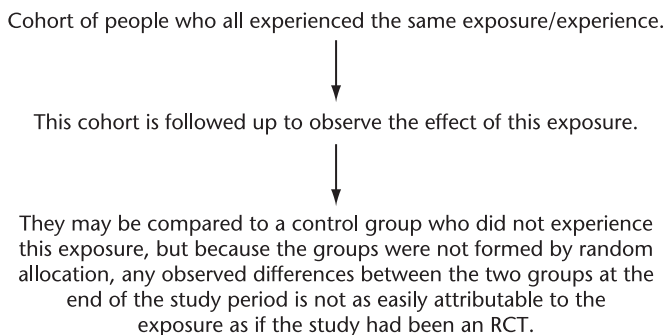 Cohort of people who all experienced the same exposure/experience.
This cohort is followed up to observe the effect of this exposure.
They may be compared to a control group who did not experience
this exposure, but because the groups were not formed by random
allocation, any observed differences between the two groups at the
end of the study period is not as easily attributable to the
exposure as if the study had been an RCT.